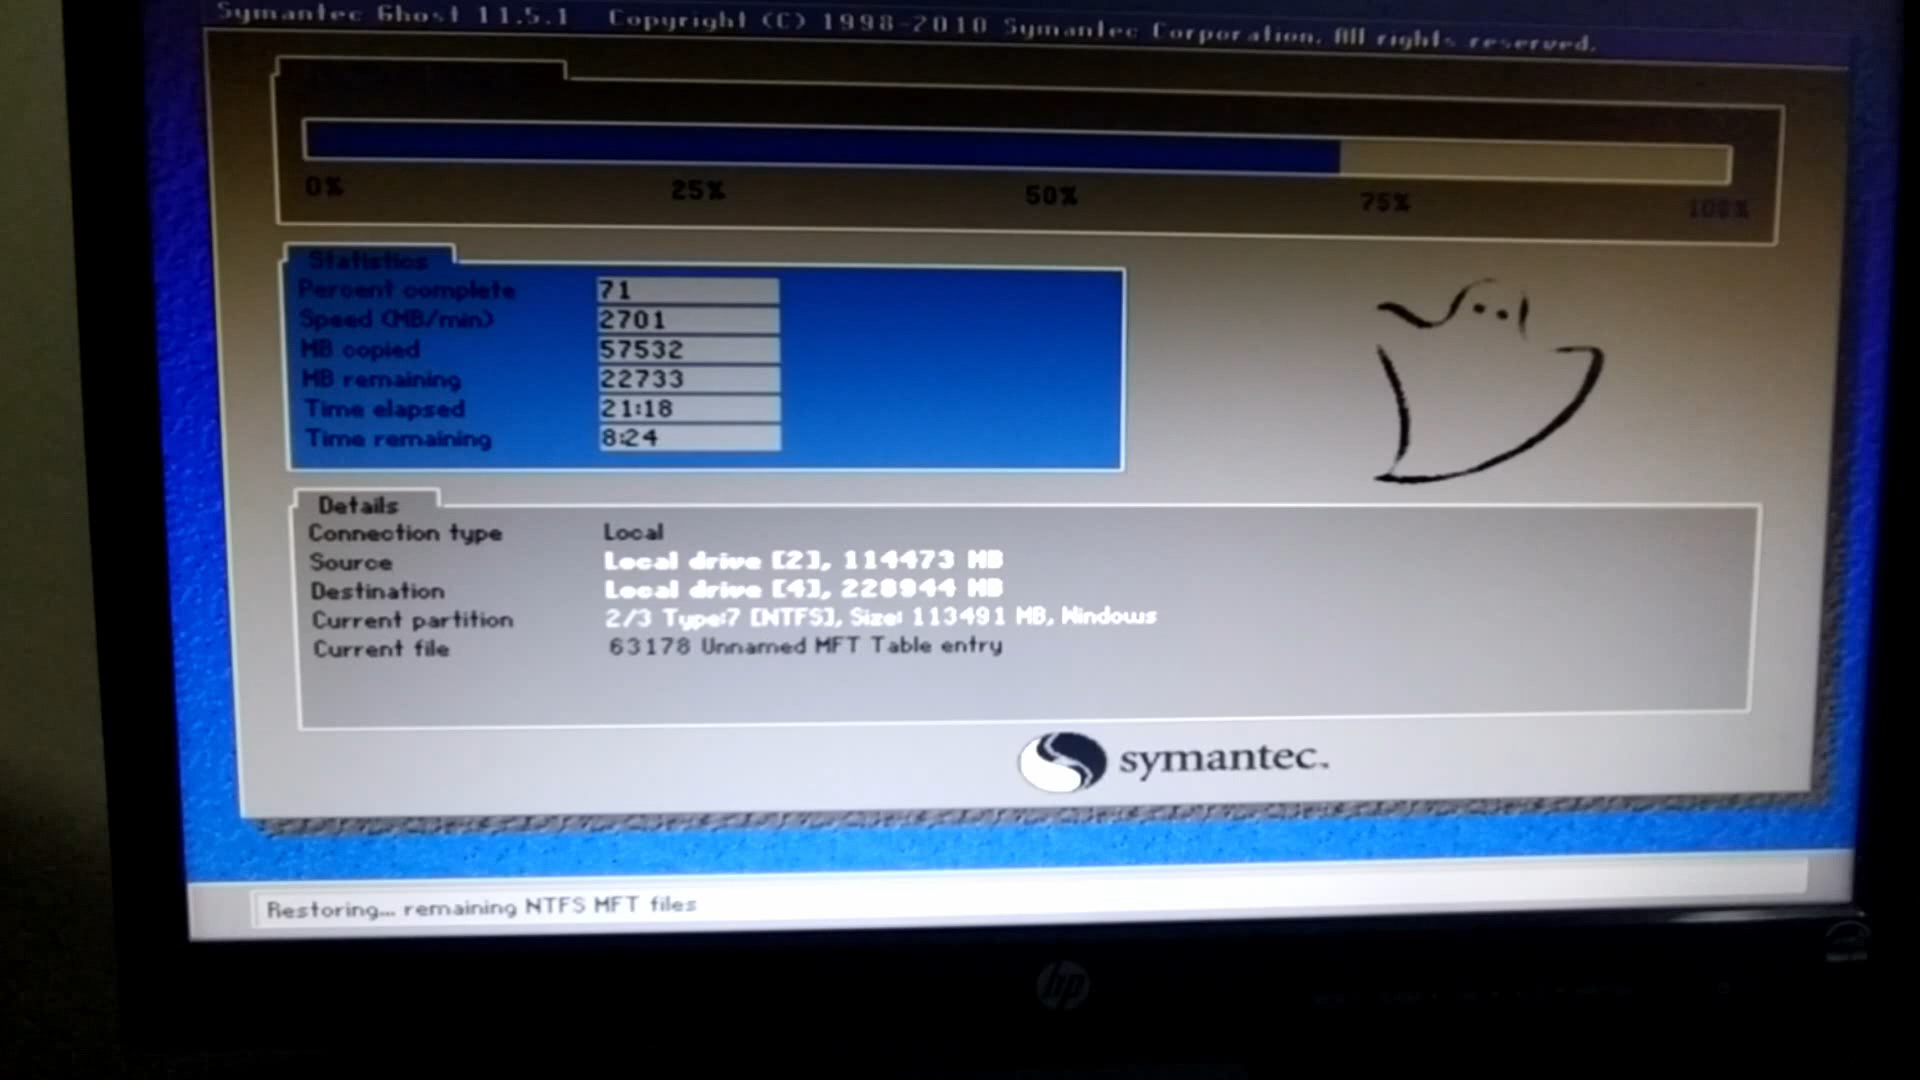 Symantec Ghost 11.5.1 Copyright (C) 1998-2010 Symantec Corporation. All rights reserved.
0% 25% 50% 75% 100%
Statistics
Percent complete 71
Speed (MB/min) 2701
MB copied 57532
MB remaining 22733
Time elapsed 21:18
Time remaining 8:24
Details
Connection type Local
Source Local drive [2], 114473 MB
Destination Local drive [4], 228944 MB
Current partition 2/3 Type:7 [NTFS], Size: 113491 MB, Windows
Current file 63178 Unnamed MFT Table entry
symantec.
Restoring... remaining NTFS MFT files
hp